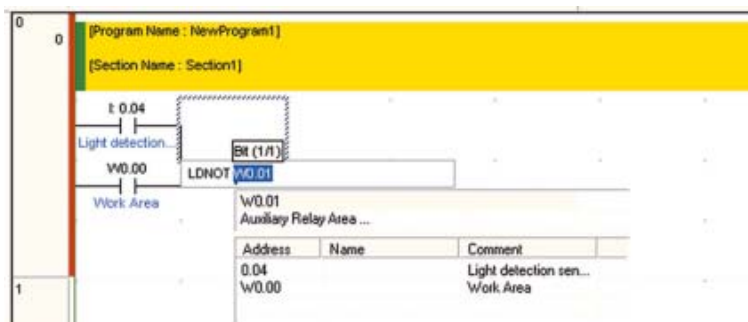 0
0
[Program Name : NewProgram1]
[Section Name : Section1]
I: 0.04
Light detection...
Bit (1/1)
W0.00
LDNOT W0.01
Work Area
W0.01
Auxiliary Relay Area ...
Address Name Comment
0.04 Light detection sen...
W0.00 Work Area
1